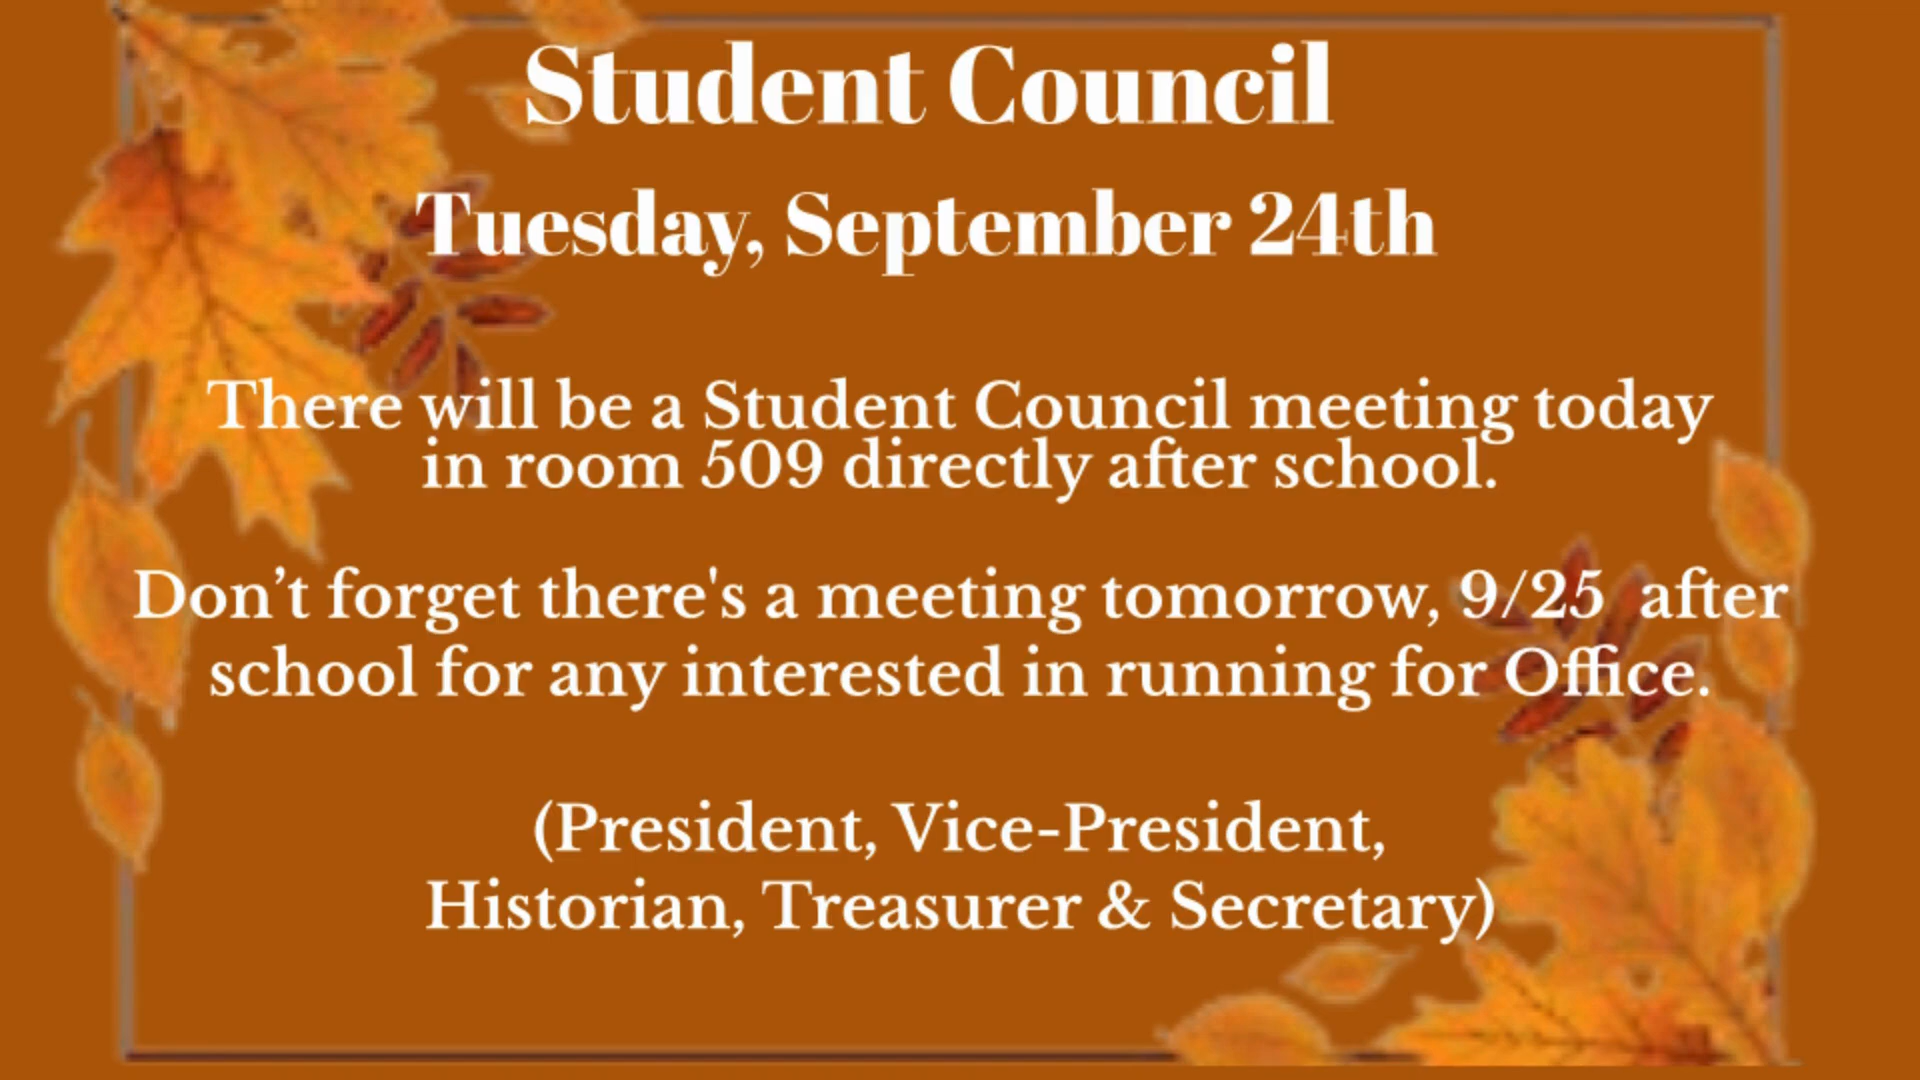 Student Council
Tuesday, September 24th
There will be a Student Council meeting today
in room 509 directly after school.
Don’t forget there's a meeting tomorrow, 9/25  after
school for any interested in running for Office.
(President, Vice-President,
Historian, Treasurer & Secretary)